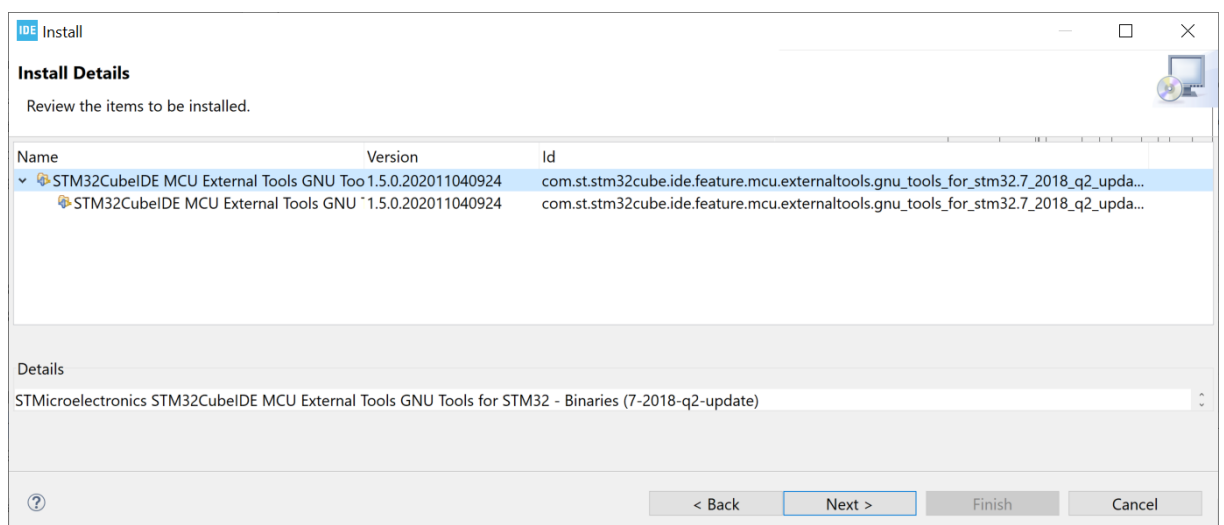 IDE Install
Install Details
Review the items to be installed.
Name Version Id
STM32CubeIDE MCU External Tools GNU Too 1.5.0.202011040924 com.st.stm32cube.ide.feature.mcu.externaltools.gnu_tools_for_stm32.7_2018_q2_upda...
STM32CubeIDE MCU External Tools GNU 1.5.0.202011040924 com.st.stm32cube.ide.feature.mcu.externaltools.gnu_tools_for_stm32.7_2018_q2_upda...
Details
STMicroelectronics STM32CubeIDE MCU External Tools GNU Tools for STM32 - Binaries (7-2018-q2-update)
? < Back Next > Finish Cancel